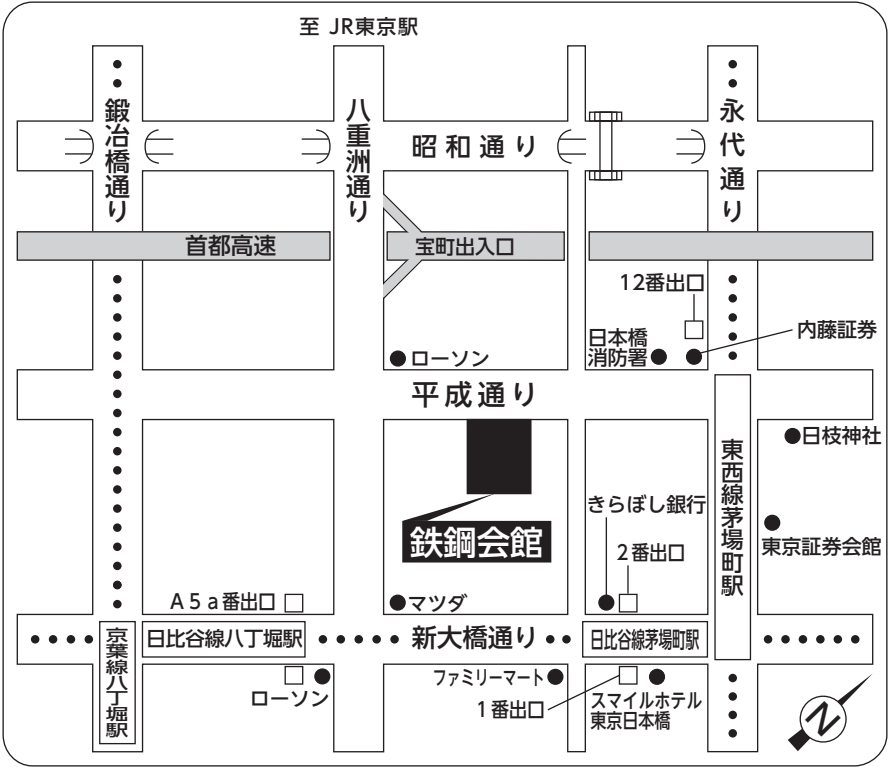 至 JR東京駅
鍛冶橋通り
八重洲通り
昭和通り
永代通り
首都高速
宝町出入口
12番出口
日本橋
消防署
内藤証券
ローソン
平成通り
日枝神社
東西線茅場町駅
きらぼし銀行
鉄鋼会館
2番出口
東京証券会館
A5a番出口
マツダ
京葉線八丁堀駅
日比谷線八丁堀駅
新大橋通り
日比谷線茅場町駅
ローソン
ファミリーマート
1番出口
スマイルホテル
東京日本橋
N